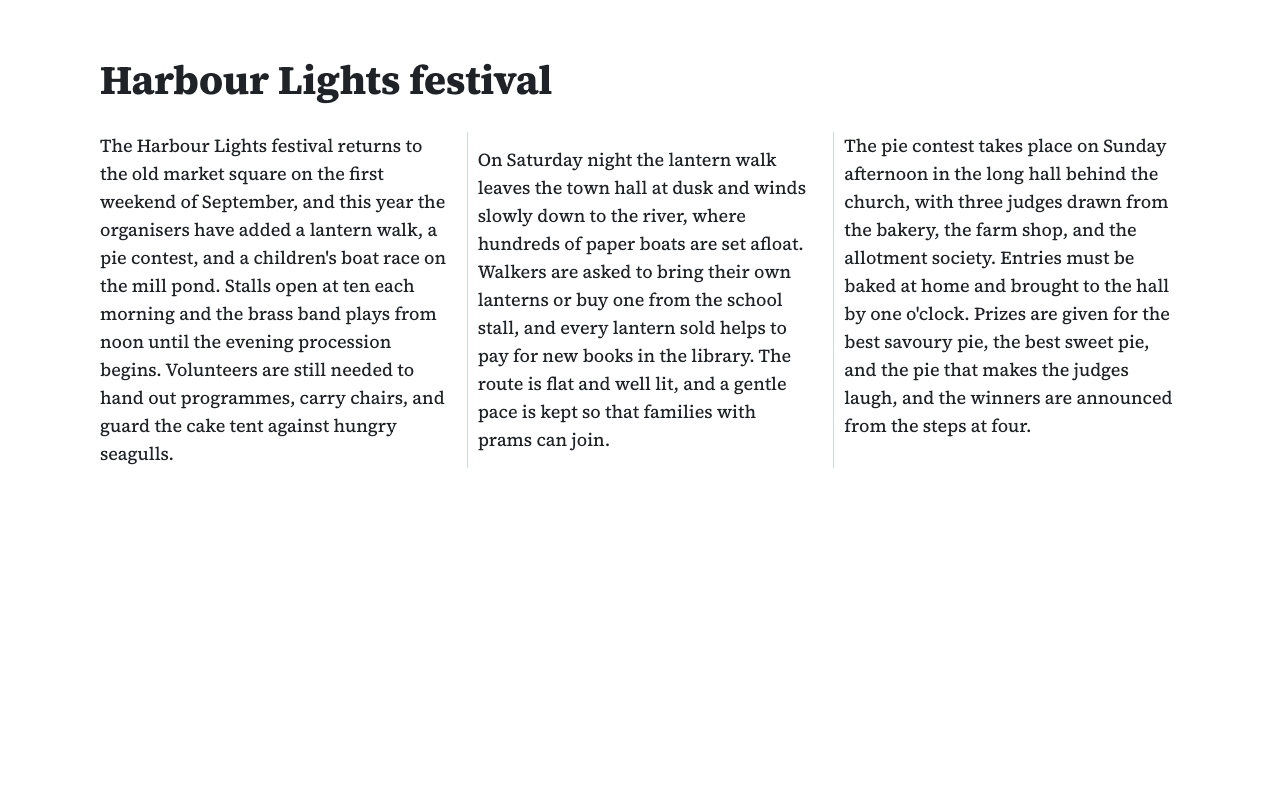 Harbour Lights festival
The Harbour Lights festival returns to
the old market square on the first
weekend of September, and this year the
organisers have added a lantern walk, a
pie contest, and a children's boat race on
the mill pond. Stalls open at ten each
morning and the brass band plays from
noon until the evening procession
begins. Volunteers are still needed to
hand out programmes, carry chairs, and
guard the cake tent against hungry
seagulls.
On Saturday night the lantern walk
leaves the town hall at dusk and winds
slowly down to the river, where
hundreds of paper boats are set afloat.
Walkers are asked to bring their own
lanterns or buy one from the school
stall, and every lantern sold helps to
pay for new books in the library. The
route is flat and well lit, and a gentle
pace is kept so that families with
prams can join.
The pie contest takes place on Sunday
afternoon in the long hall behind the
church, with three judges drawn from
the bakery, the farm shop, and the
allotment society. Entries must be
baked at home and brought to the hall
by one o'clock. Prizes are given for the
best savoury pie, the best sweet pie,
and the pie that makes the judges
laugh, and the winners are announced
from the steps at four.